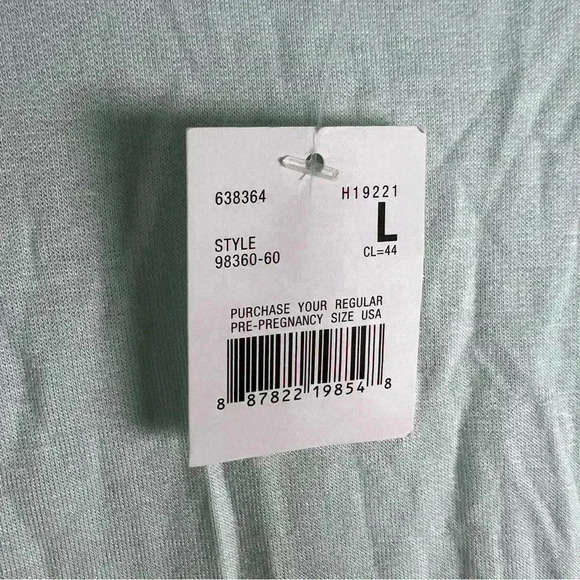 638364 H19221
L
STYLE
98360-60 CL=44
PURCHASE YOUR REGULAR
PRE-PREGNANCY SIZE USA
8 87822 19854 8